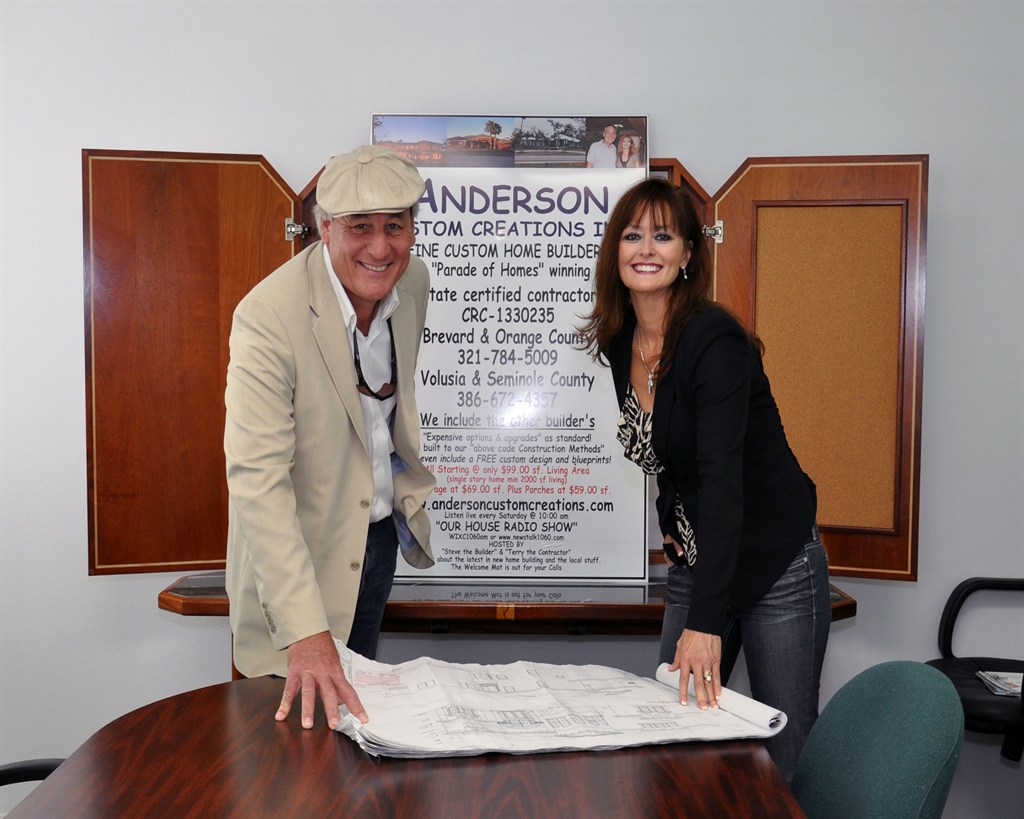 ANDERSON
STOM CREATIONS I
FINE CUSTOM HOME BUILDER
"Parade of Homes" winning
tate certified contractor
CRC-1330235
Brevard & Orange County
321-784-5009
Volusia & Seminole County
386-672-4357
We include the other builder's
"Expensive options & upgrades" as standard!
built to our "above code Construction Methods"
even include a FREE custom design and blueprints!
All Starting @ only $99.00 sf. Living Area
(single story home min 2000 sf living)
age at $69.00 sf. Plus Porches at $59.00 sf.
w.andersoncustomcreations.com
Listen live every Saturday @ 10:00 am
"OUR HOUSE RADIO SHOW"
WIXC1060am or www.newstalk1060.com
HOSTED BY
"Steve the Builder" & "Terry the Contractor"
about the latest in new home building and the local stuff.
The Welcome Mat is out for your Calls